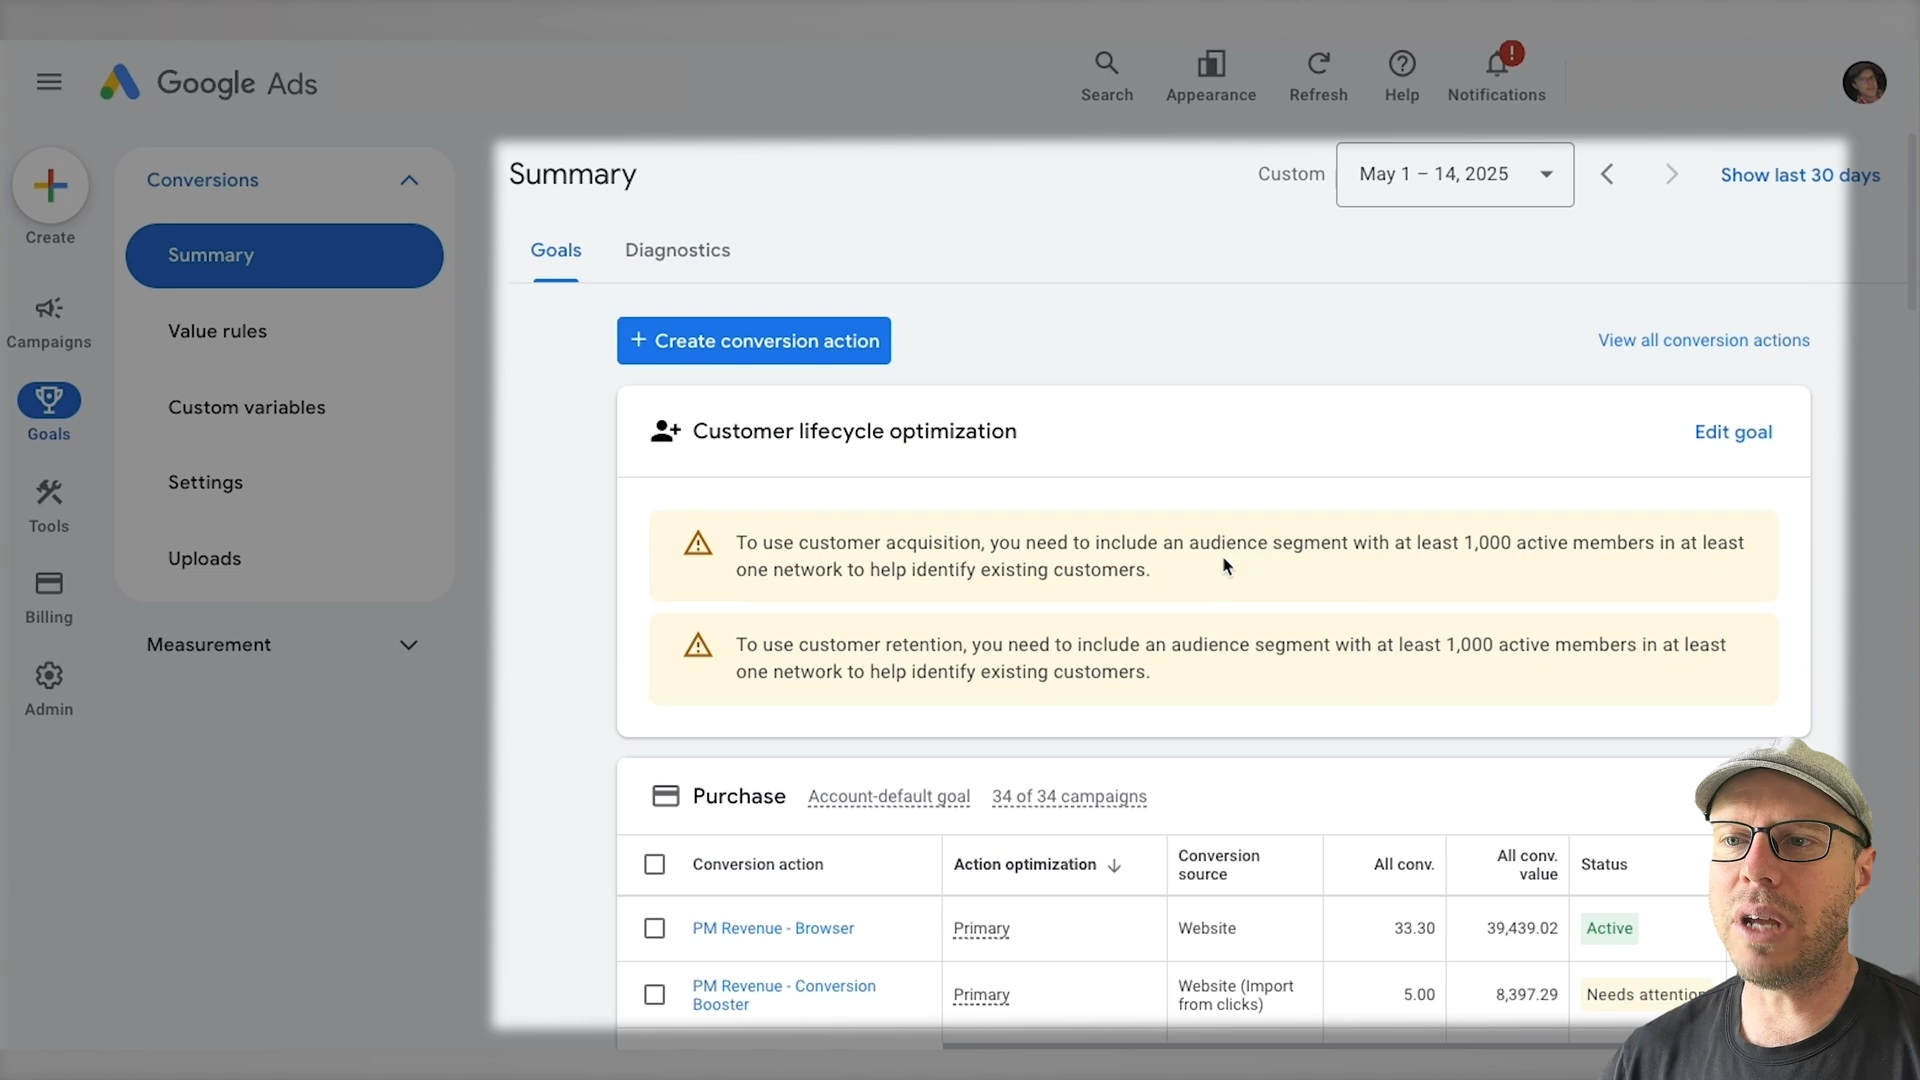 Google Ads
Search
Appearance
Refresh
Help
!
Notifications
Create
Campaigns
Goals
Tools
Billing
Admin
Conversions
Summary
Value rules
Custom variables
Settings
Uploads
Measurement
Summary
Custom
May 1 – 14, 2025
Show last 30 days
Goals
Diagnostics
+ Create conversion action
View all conversion actions
Customer lifecycle optimization
Edit goal
To use customer acquisition, you need to include an audience segment with at least 1,000 active members in at least
one network to help identify existing customers.
To use customer retention, you need to include an audience segment with at least 1,000 active members in at least
one network to help identify existing customers.
Purchase
Account-default goal
34 of 34 campaigns
Conversion action
Action optimization
Conversion
source
All conv.
All conv.
value
Status
PM Revenue - Browser
Primary
Website
33.30
39,439.02
Active
PM Revenue - Conversion
Booster
Primary
Website (Import
from clicks)
5.00
8,397.29
Needs attention